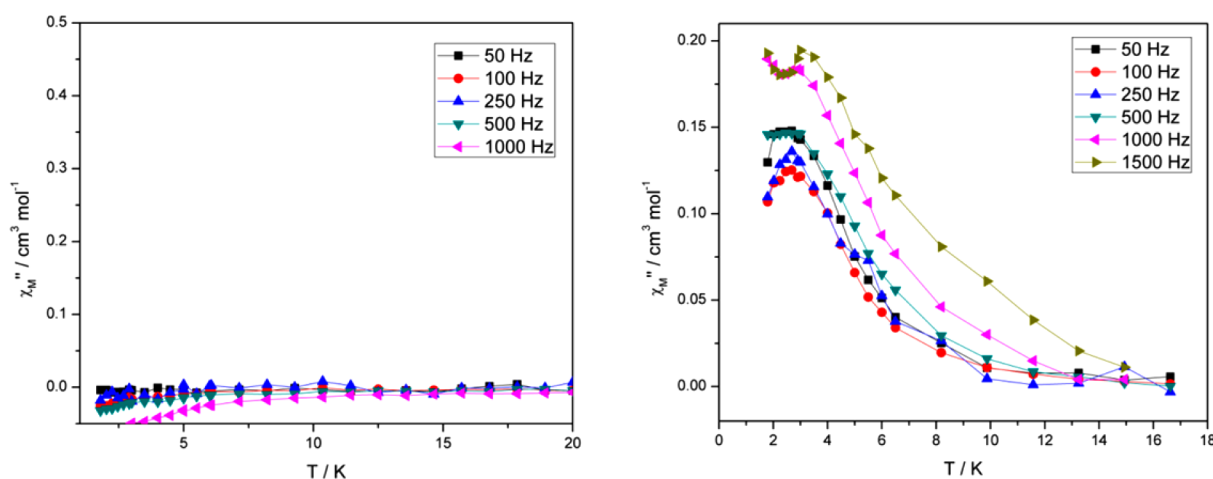 0.5
0.4
0.3
0.2
0.1
0.0
χM'' / cm³ mol⁻¹
50 Hz
100 Hz
250 Hz
500 Hz
1000 Hz
5
10
15
20
T / K
0.20
0.15
0.10
0.05
0.00
χM'' / cm³ mol⁻¹
50 Hz
100 Hz
250 Hz
500 Hz
1000 Hz
1500 Hz
0
2
4
6
8
10
12
14
16
18
T / K